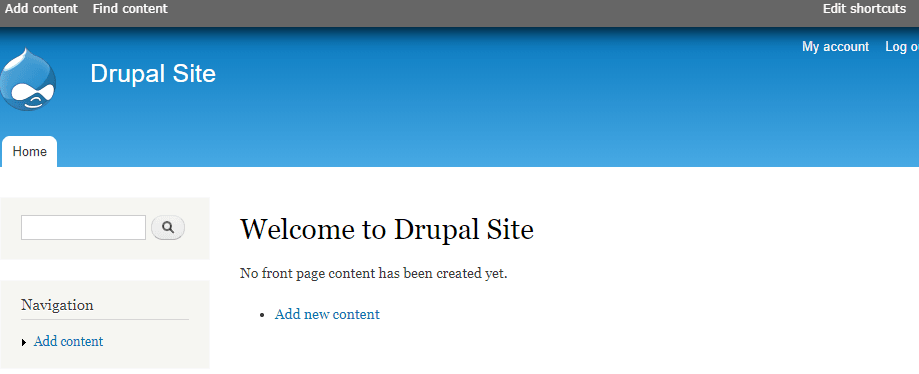 Add content Find content Edit shortcuts
My account Log o
Drupal Site
Home
Welcome to Drupal Site
No front page content has been created yet.
Add new content
Navigation
Add content